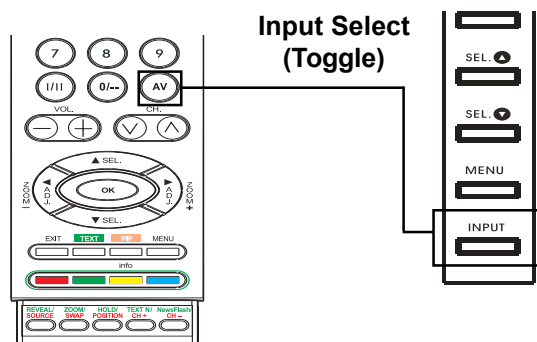 Input Select
(Toggle)
7 8 9
I/II 0/-- AV
VOL. CH.
▲ SEL.
ZOOM− ◀ADJ. OK ADJ.▶ ZOOM+
▼ SEL.
EXIT TEXT PIP MENU
info
REVEAL/ ZOOM/ HOLD/ TEXT N/ NewsFlash/
SOURCE SWAP POSITION CH + CH −
SEL.▲
SEL.▼
MENU
INPUT